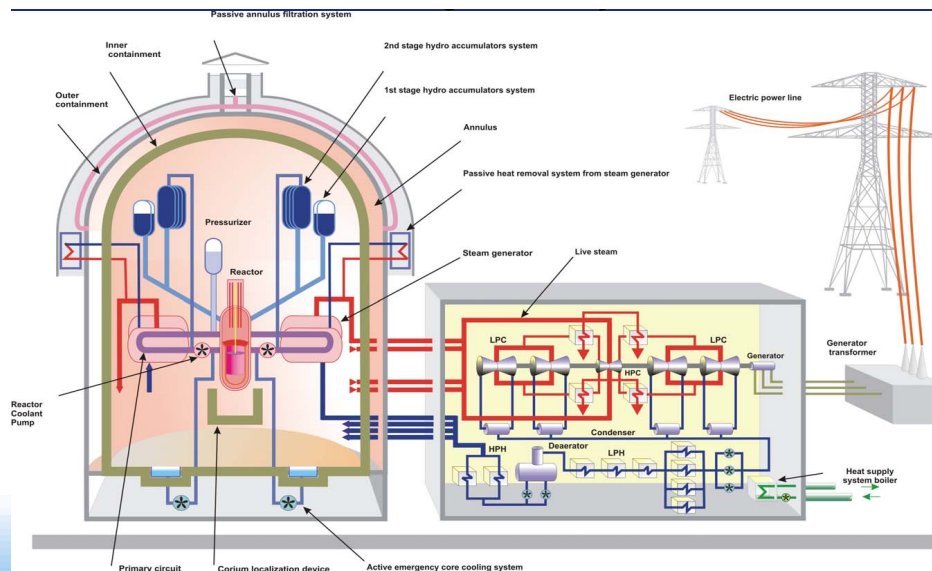 Passive annulus filtration system
Inner
containment
2nd stage hydro accumulators system
Outer
containment
1st stage hydro accumulators system
Electric power line
Annulus
Passive heat removal system from steam generator
Pressurizer
Reactor
Steam generator
Live steam
LPC
LPC
Generator
Generator
transformer
HPC
Reactor
Coolant
Pump
Condenser
HPH
Deaerator
LPH
Heat supply
system boiler
Primary circuit
Corium localization device
Active emergency core cooling system